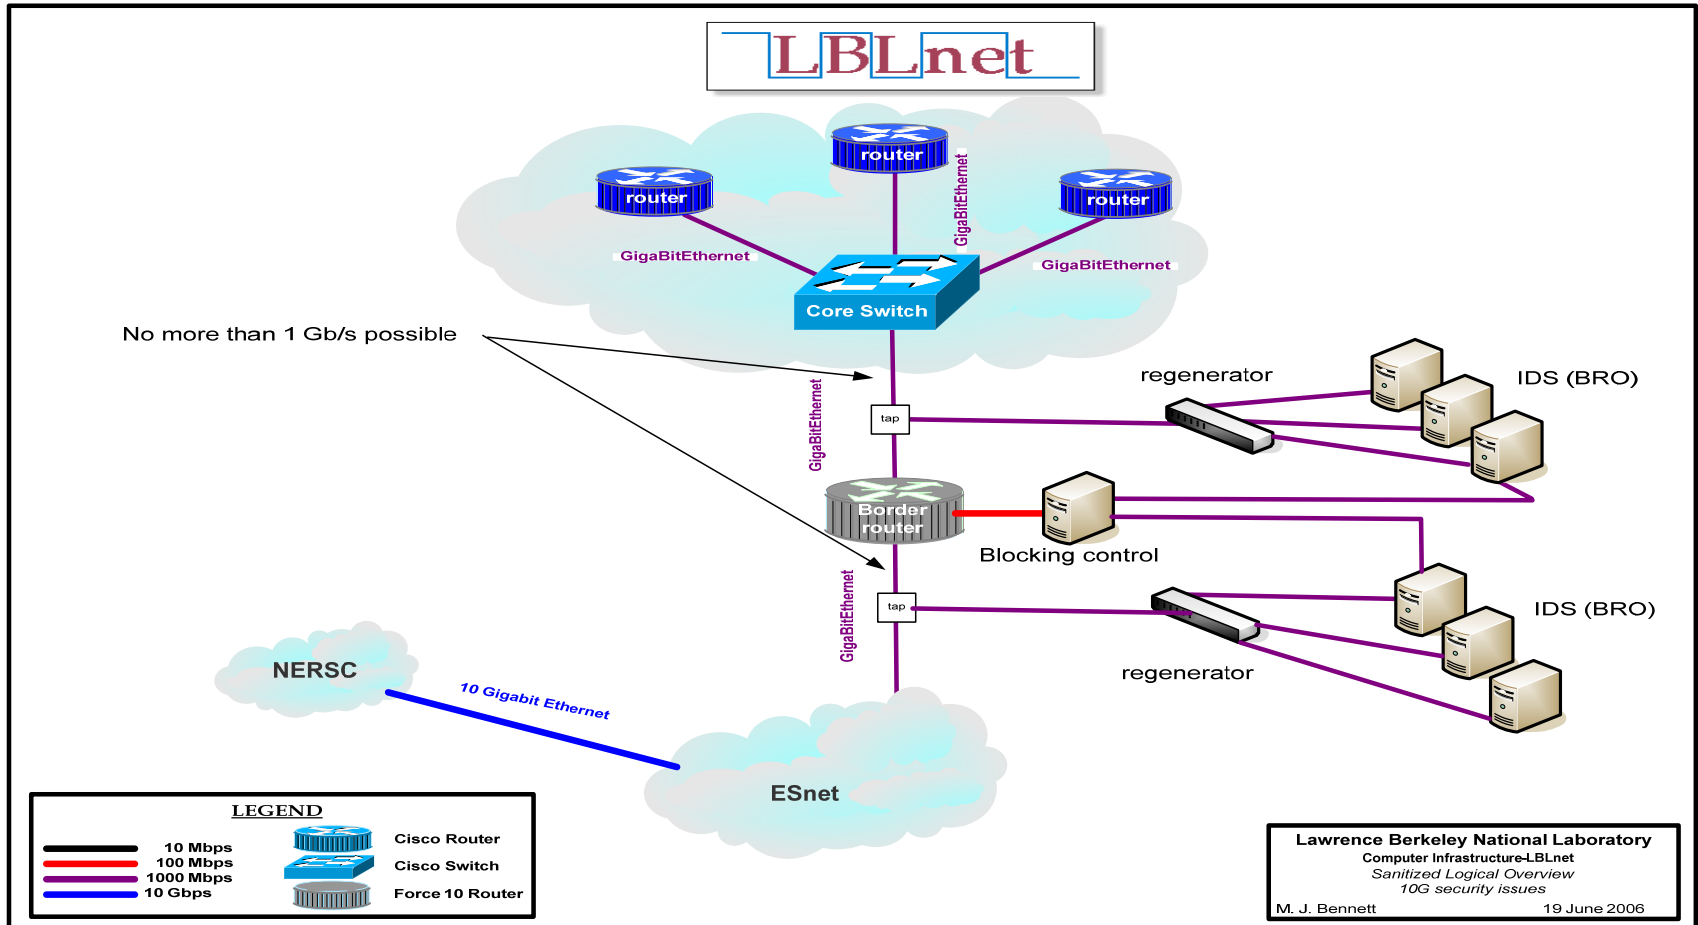 LBLnet
router
router
router
GigaBitEthernet
GigaBitEthernet
GigaBitEthernet
Core Switch
No more than 1 Gb/s possible
GigaBitEthernet
tap
regenerator
IDS (BRO)
Border
router
Blocking control
GigaBitEthernet
tap
regenerator
IDS (BRO)
NERSC
10 Gigabit Ethernet
ESnet
LEGEND
10 Mbps
100 Mbps
1000 Mbps
10 Gbps
Cisco Router
Cisco Switch
Force 10 Router
Lawrence Berkeley National Laboratory
Computer Infrastructure-LBLnet
Sanitized Logical Overview
10G security issues
M. J. Bennett 19 June 2006